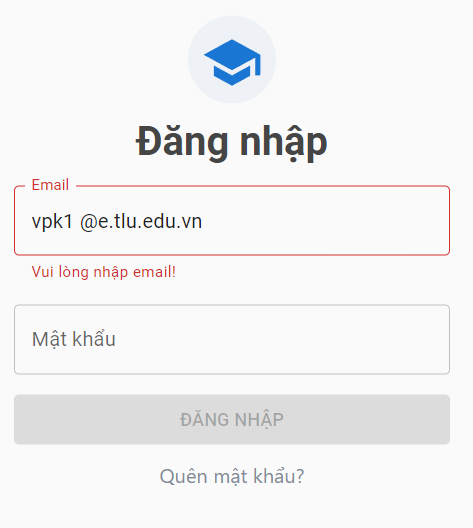 Đăng nhập
Email
vpk1 @e.tlu.edu.vn
Vui lòng nhập email!
Mật khẩu
ĐĂNG NHẬP
Quên mật khẩu?